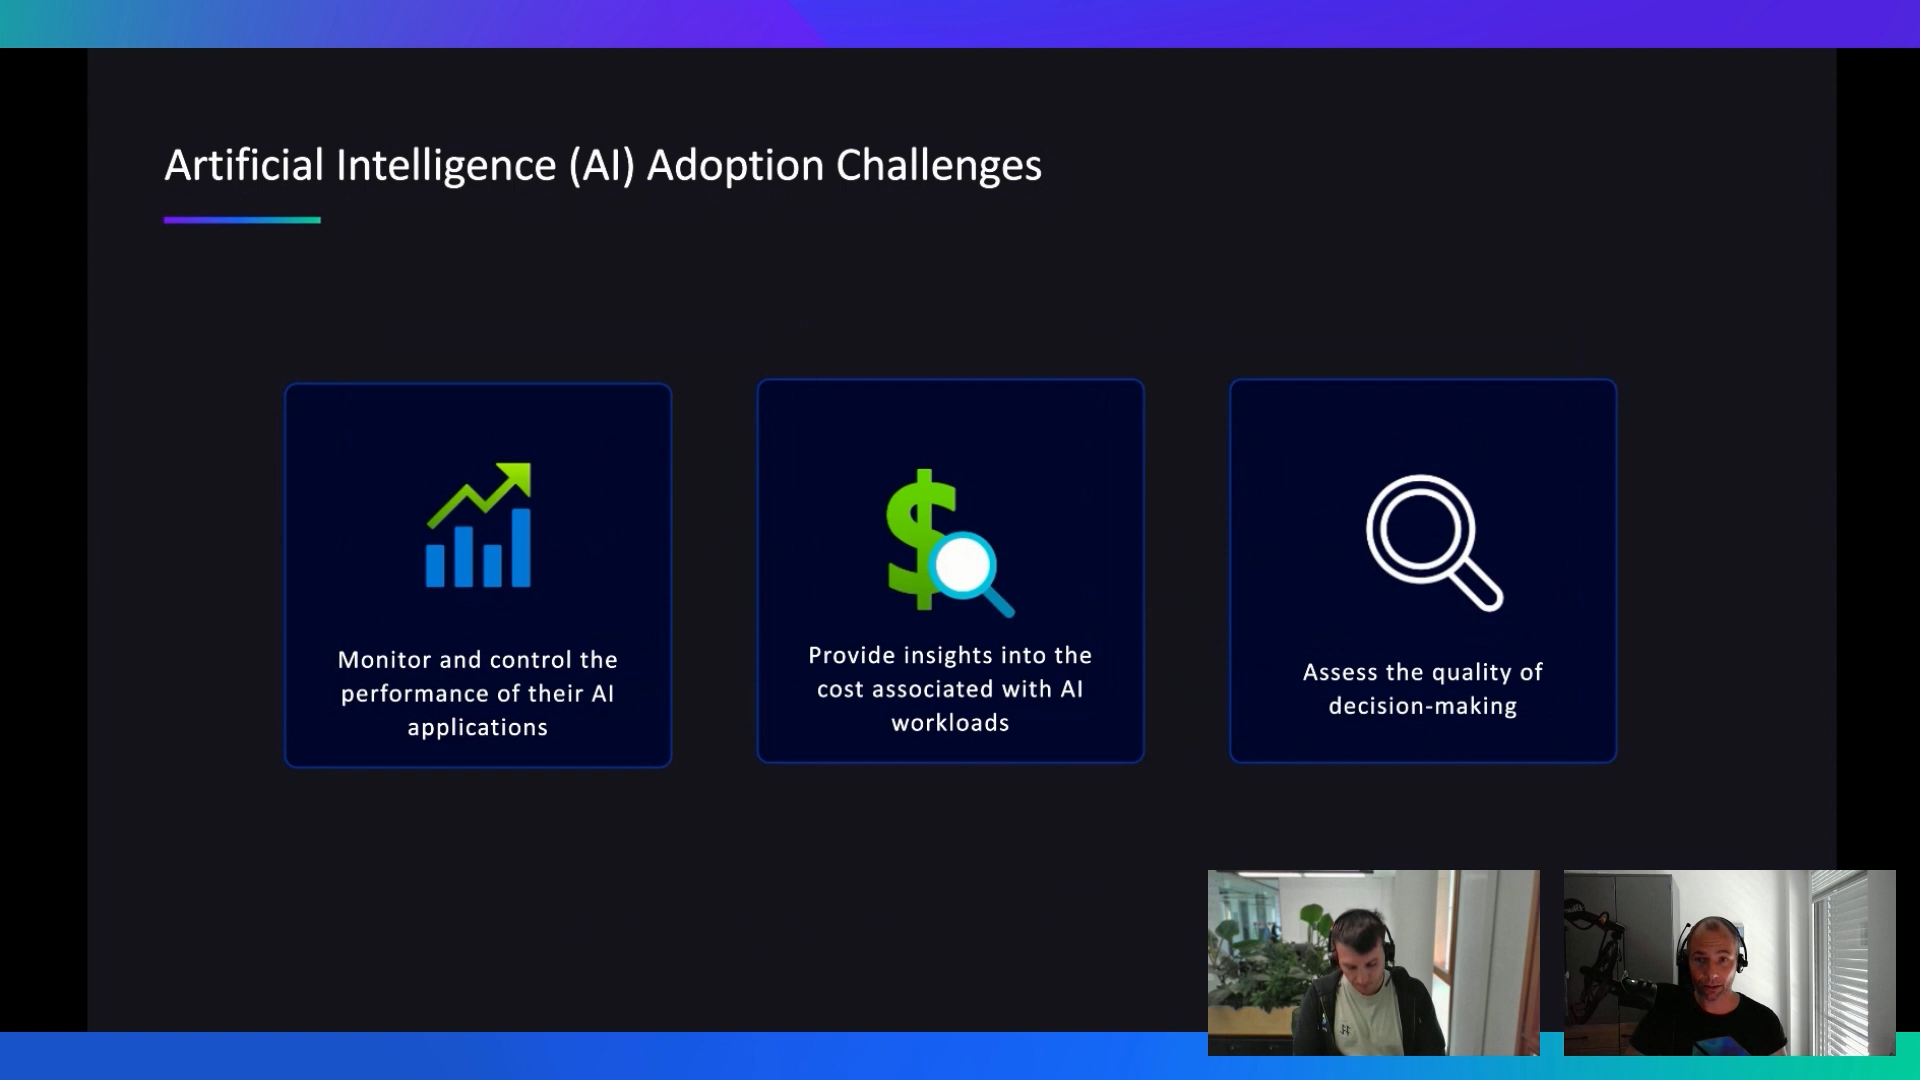 Artificial Intelligence (AI) Adoption Challenges
Monitor and control the
performance of their AI
applications
Provide insights into the
cost associated with AI
workloads
Assess the quality of
decision-making